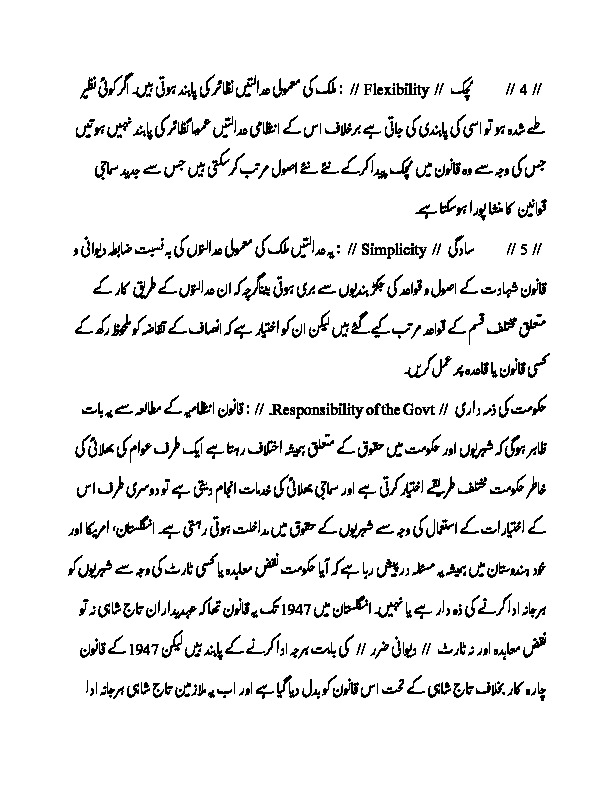 // 4 // لچک // Flexibility // : ملک کی معمولی عدالتیں نظائر کی پابند ہوتی ہیں۔ اگر کوئی نظیر
طے شدہ ہو تو اسی کی پابندی کی جاتی ہے برخلاف اس کے انتظامی عدالتیں عموماً نظائر کی پابند نہیں ہوتیں
جس کی وجہ سے وہ قانون میں لچک پیدا کر کے نئے نئے اصول مرتب کر سکتی ہیں جس سے جدید سماجی
قوانین کا منشا پورا ہو سکتا ہے۔
// 5 // سادگی // Simplicity // : یہ عدالتیں ملک کی معمولی عدالتوں کی بہ نسبت ضابطہ دیوانی و
قانون شہادت کے اصول و قواعد کی جکڑ بندیوں سے بری ہوتی ہیں اگرچہ کہ ان عدالتوں کے طریق کار کے
متعلق مختلف قسم کے قواعد مرتب کیے گئے ہیں لیکن ان کو اختیار ہے کہ انصاف کے تقاضہ کو ملحوظ رکھ کے
کسی قانون یا قاعدہ پر عمل کریں۔
حکومت کی ذمہ داری // Responsibility of the Govt. // : قانون انتظامیہ کے مطالعہ سے یہ بات
ظاہر ہوگی کہ شہریوں اور حکومت میں حقوق کے متعلق ہمیشہ اختلاف رہتا ہے ایک طرف عوام کی بھلائی کی
خاطر حکومت مختلف طریقے اختیار کرتی ہے اور سماجی بھلائی کی خدمات انجام دیتی ہے تو دوسری طرف اس
کے اختیارات کے استعمال کی وجہ سے شہریوں کے حقوق میں مداخلت ہوتی رہتی ہے۔ انگلستان، امریکا اور
خود ہندوستان میں ہمیشہ یہ مسئلہ درپیش رہا ہے کہ آیا حکومت نقض معاہدہ یا کسی ٹارٹ کی وجہ سے شہریوں کو
ہرجانہ ادا کرنے کی ذمہ دار ہے یا نہیں۔ انگلستان میں 1947 تک یہ قانون تھا کہ عہدیداران تاج شاہی نہ تو
نقض معاہدہ اور نہ ٹارٹ // دیوانی ضرر // کی بابت ہرجہ ادا کرنے کے پابند ہیں لیکن 1947 کے قانون
چارہ کار بخلاف تاج شاہی کے تحت اس قانون کو بدل دیا گیا ہے اور اب یہ ملازمین تاج شاہی ہرجانہ ادا